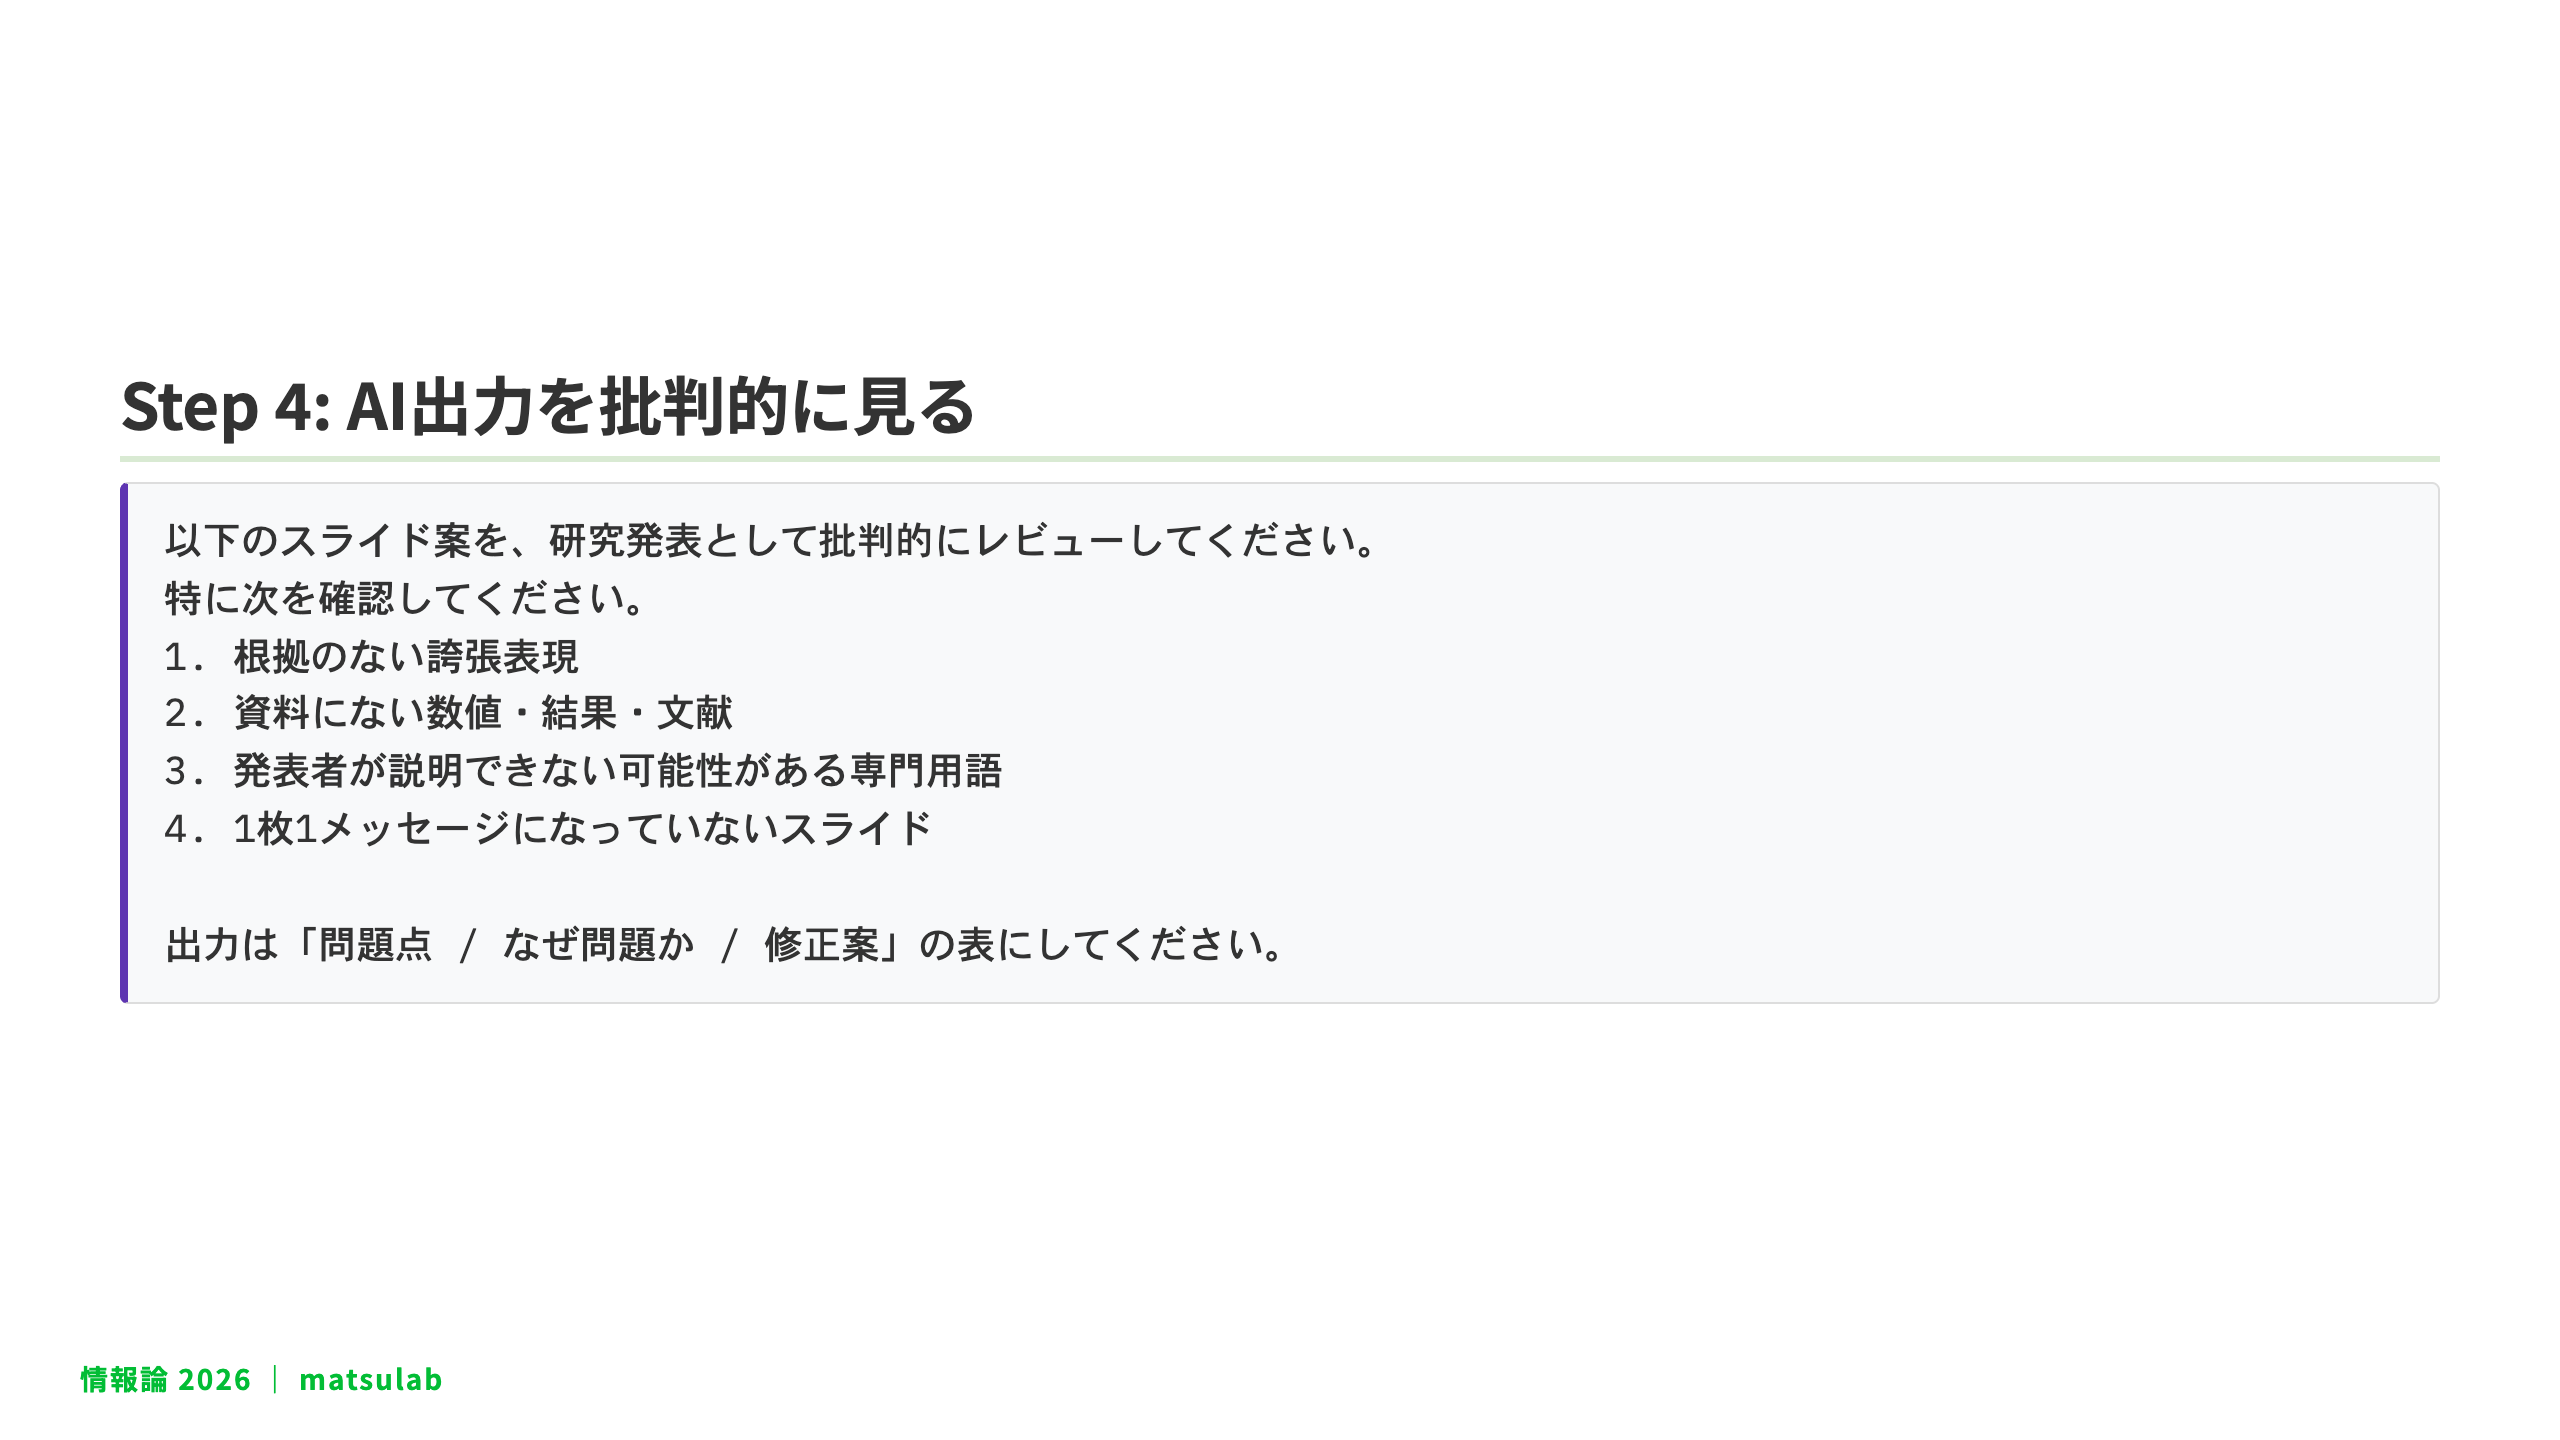 Step 4: AI出力を批判的に見る
以下のスライド案を、研究発表として批判的にレビューしてください。
特に次を確認してください。
1. 根拠のない誇張表現
2. 資料にない数値・結果・文献
3. 発表者が説明できない可能性がある専門用語
4. 1枚1メッセージになっていないスライド
出力は「問題点 / なぜ問題か / 修正案」の表にしてください。
情報論 2026 | matsulab